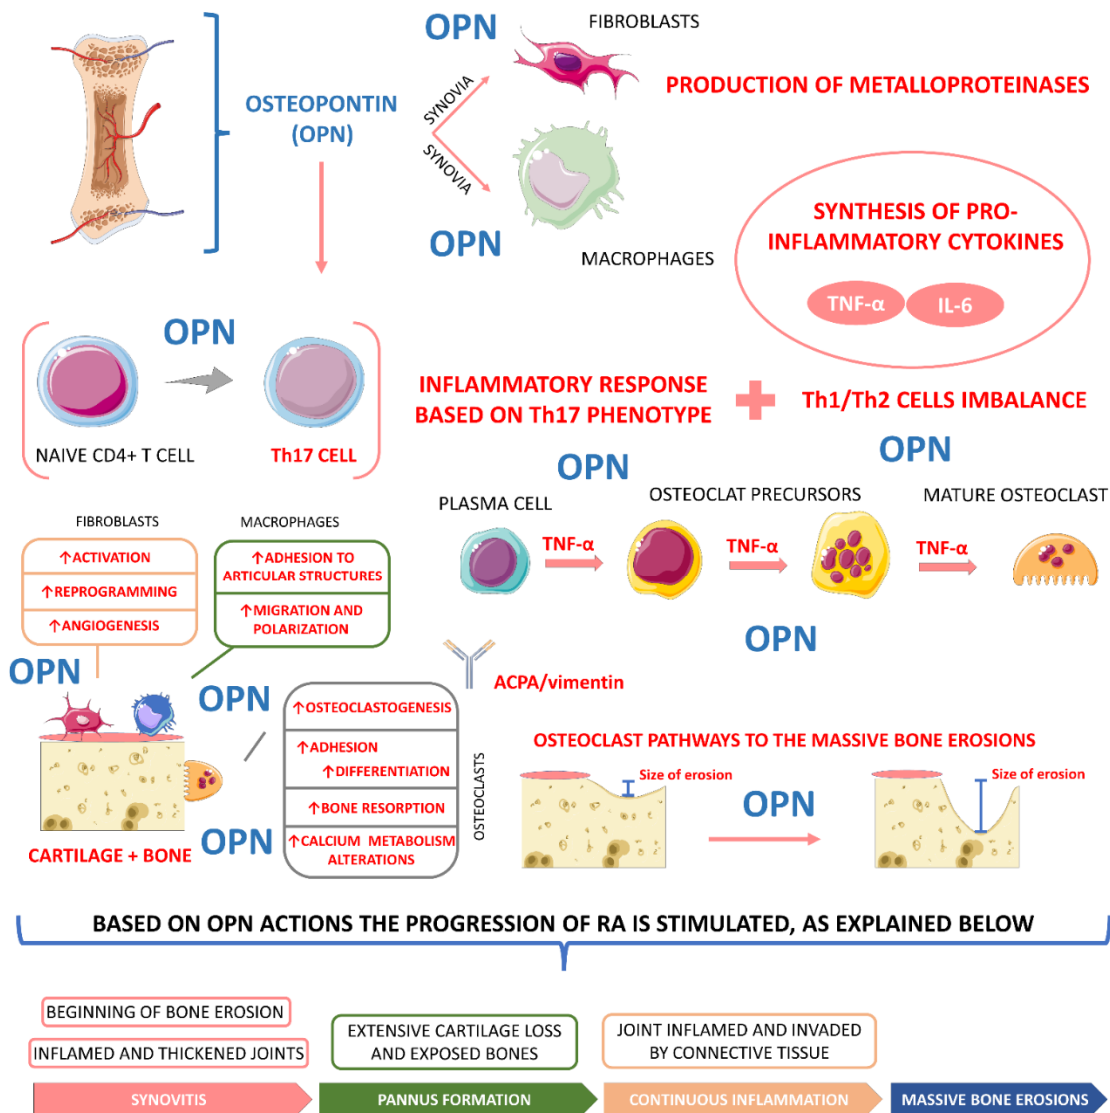 OPN
FIBROBLASTS
OSTEOPONTIN
(OPN)
SYNOVIA
SYNOVIA
PRODUCTION OF METALLOPROTEINASES
OPN
MACROPHAGES
SYNTHESIS OF PRO-
INFLAMMATORY CYTOKINES
TNF-α
IL-6
OPN
NAIVE CD4+ T CELL
Th17 CELL
INFLAMMATORY RESPONSE
BASED ON Th17 PHENOTYPE
Th1/Th2 CELLS IMBALANCE
OPN
OPN
PLASMA CELL
OSTEOCLAT PRECURSORS
MATURE OSTEOCLAST
TNF-α
TNF-α
TNF-α
OPN
FIBROBLASTS
↑ACTIVATION
↑REPROGRAMMING
↑ANGIOGENESIS
MACROPHAGES
↑ADHESION TO
ARTICULAR STRUCTURES
↑MIGRATION AND
POLARIZATION
OPN
OPN
OPN
CARTILAGE + BONE
↑OSTEOCLASTOGENESIS
↑ADHESION
↑DIFFERENTIATION
↑BONE RESORPTION
↑CALCIUM METABOLISM
ALTERATIONS
OSTEOCLASTS
ACPA/vimentin
OSTEOCLAST PATHWAYS TO THE MASSIVE BONE EROSIONS
Size of erosion
OPN
Size of erosion
BASED ON OPN ACTIONS THE PROGRESSION OF RA IS STIMULATED, AS EXPLAINED BELOW
BEGINNING OF BONE EROSION
INFLAMED AND THICKENED JOINTS
EXTENSIVE CARTILAGE LOSS
AND EXPOSED BONES
JOINT INFLAMED AND INVADED
BY CONNECTIVE TISSUE
SYNOVITIS
PANNUS FORMATION
CONTINUOUS INFLAMMATION
MASSIVE BONE EROSIONS